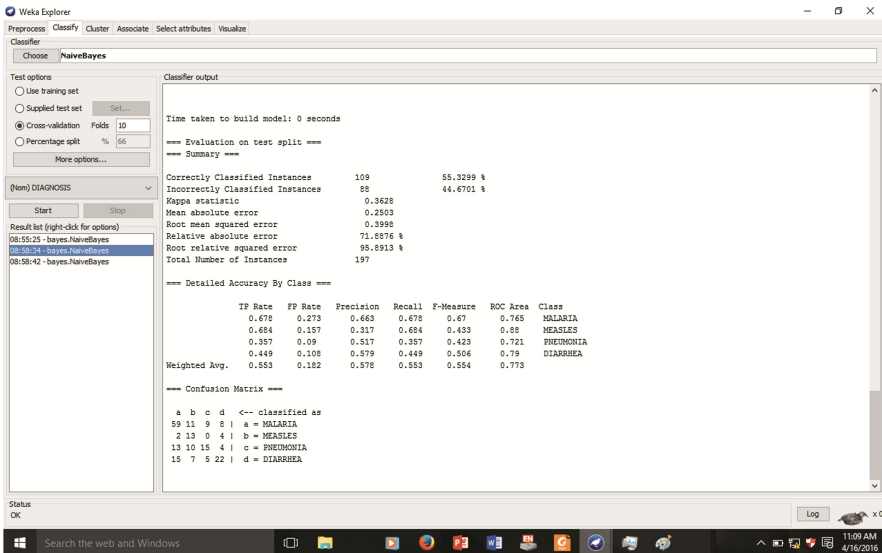 Weka Explorer
Preprocess Classify Cluster Associate Select attributes Visualize
Classifier
Choose NaiveBayes
Test options
Use training set
Supplied test set Set...
Cross-validation Folds 10
Percentage split % 66
More options...
(Nom) DIAGNOSIS
Start Stop
Result list (right-click for options)
08:55:25 - bayes.NaiveBayes
08:58:34 - bayes.NaiveBayes
08:58:42 - bayes.NaiveBayes
Classifier output
Time taken to build model: 0 seconds
=== Evaluation on test split ===
=== Summary ===
Correctly Classified Instances 109 55.3299 %
Incorrectly Classified Instances 88 44.6701 %
Kappa statistic 0.3628
Mean absolute error 0.2503
Root mean squared error 0.3998
Relative absolute error 71.8876 %
Root relative squared error 95.8913 %
Total Number of Instances 197
=== Detailed Accuracy By Class ===
TP Rate FP Rate Precision Recall F-Measure ROC Area Class
0.678 0.273 0.663 0.678 0.67 0.765 MALARIA
0.684 0.157 0.317 0.684 0.433 0.88 MEASLES
0.357 0.09 0.517 0.357 0.423 0.721 PNEUMONIA
0.449 0.108 0.579 0.449 0.506 0.79 DIARRHEA
Weighted Avg. 0.553 0.182 0.578 0.553 0.554 0.773
=== Confusion Matrix ===
a b c d <-- classified as
59 11 9 8 | a = MALARIA
2 13 0 4 | b = MEASLES
13 10 15 4 | c = PNEUMONIA
15 7 5 22 | d = DIARRHEA
Status
OK
Log
x 0
Search the web and Windows
EN
11:09 AM
4/16/2016